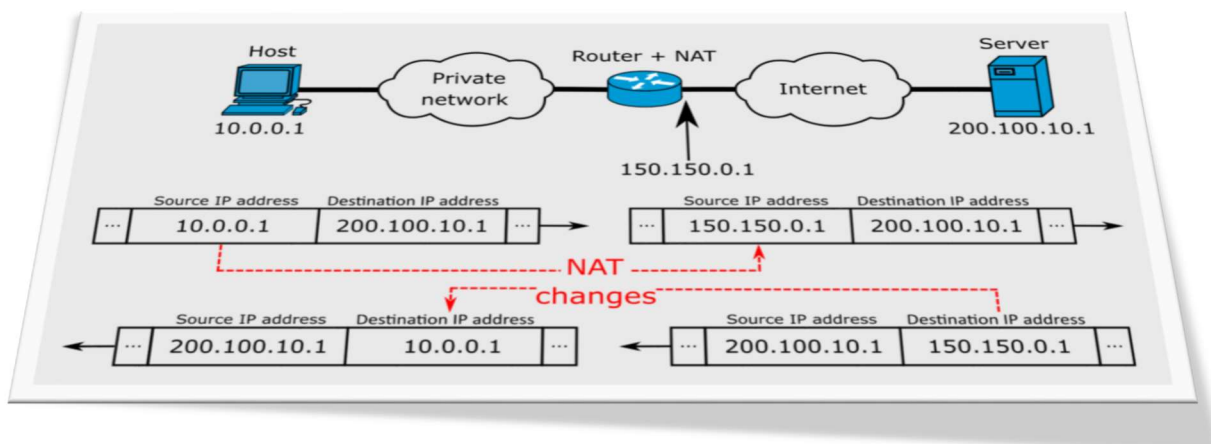 Host
Router + NAT
Server
Private
network
Internet
10.0.0.1
200.100.10.1
150.150.0.1
Source IP address Destination IP address
... 10.0.0.1 200.100.10.1 ...
Source IP address Destination IP address
... 150.150.0.1 200.100.10.1 ...
NAT
changes
Source IP address Destination IP address
... 200.100.10.1 10.0.0.1 ...
Source IP address Destination IP address
... 200.100.10.1 150.150.0.1 ...